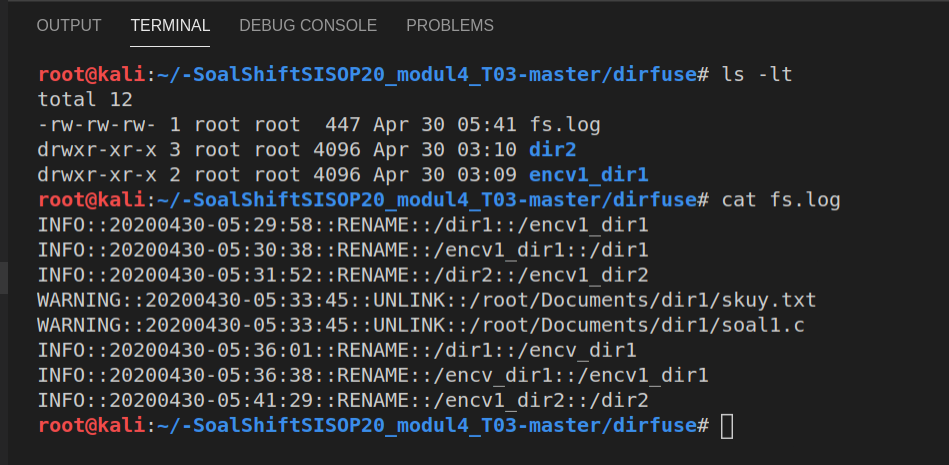 OUTPUT TERMINAL DEBUG CONSOLE PROBLEMS
root@kali:~/-SoalShiftSISOP20_modul4_T03-master/dirfuse# ls -lt
total 12
-rw-rw-rw- 1 root root  447 Apr 30 05:41 fs.log
drwxr-xr-x 3 root root 4096 Apr 30 03:10 dir2
drwxr-xr-x 2 root root 4096 Apr 30 03:09 encv1_dir1
root@kali:~/-SoalShiftSISOP20_modul4_T03-master/dirfuse# cat fs.log
INFO::20200430-05:29:58::RENAME::/dir1::/encv1_dir1
INFO::20200430-05:30:38::RENAME::/encv1_dir1::/dir1
INFO::20200430-05:31:52::RENAME::/dir2::/encv1_dir2
WARNING::20200430-05:33:45::UNLINK::/root/Documents/dir1/skuy.txt
WARNING::20200430-05:33:45::UNLINK::/root/Documents/dir1/soal1.c
INFO::20200430-05:36:01::RENAME::/dir1::/encv_dir1
INFO::20200430-05:36:38::RENAME::/encv_dir1::/encv1_dir1
INFO::20200430-05:41:29::RENAME::/encv1_dir2::/dir2
root@kali:~/-SoalShiftSISOP20_modul4_T03-master/dirfuse#